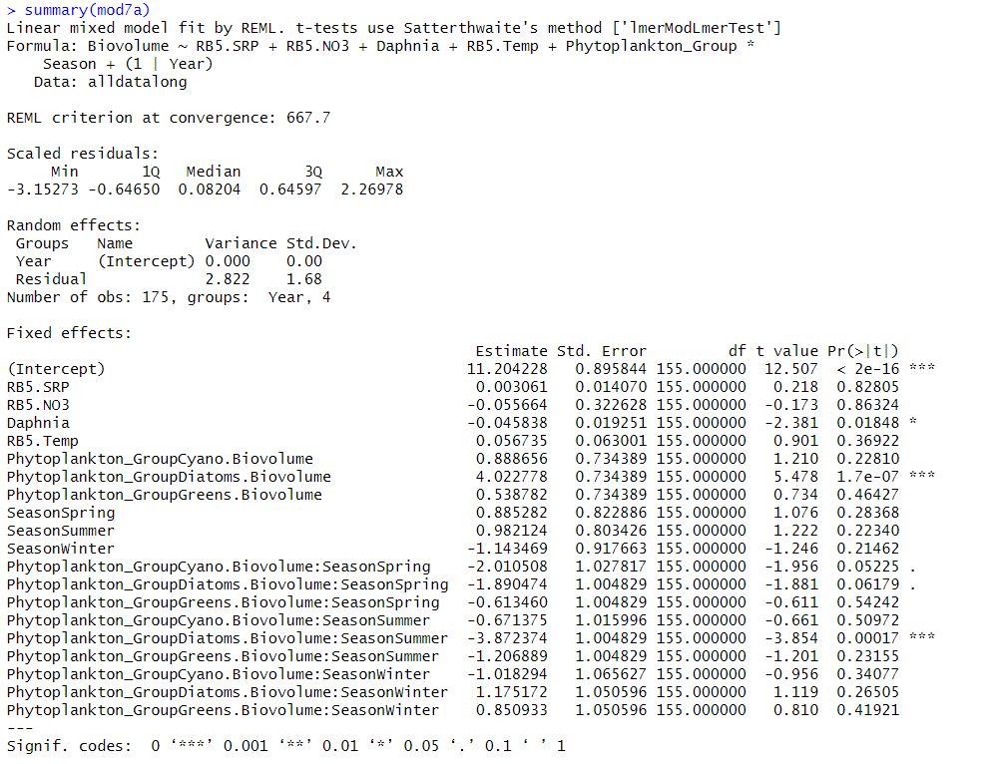 > summary(mod7a)
Linear mixed model fit by REML. t-tests use Satterthwaite's method ['lmerModLmerTest']
Formula: Biovolume ~ RB5.SRP + RB5.NO3 + Daphnia + RB5.Temp + Phytoplankton_Group *
    Season + (1 | Year)
   Data: alldatalong

REML criterion at convergence: 667.7

Scaled residuals:
     Min       1Q   Median       3Q      Max
-3.15273 -0.64650  0.08204  0.64597  2.26978

Random effects:
 Groups   Name        Variance Std.Dev.
 Year     (Intercept) 0.000    0.00
 Residual             2.822    1.68
Number of obs: 175, groups:  Year, 4

Fixed effects:
                                                  Estimate Std. Error         df t value Pr(>|t|)
(Intercept)                                      11.204228   0.895844 155.000000  12.507  < 2e-16 ***
RB5.SRP                                           0.003061   0.014070 155.000000   0.218  0.82805
RB5.NO3                                          -0.055664   0.322628 155.000000  -0.173  0.86324
Daphnia                                          -0.045838   0.019251 155.000000  -2.381  0.01848 *
RB5.Temp                                          0.056735   0.063001 155.000000   0.901  0.36922
Phytoplankton_GroupCyano.Biovolume                0.888656   0.734389 155.000000   1.210  0.22810
Phytoplankton_GroupDiatoms.Biovolume              4.022778   0.734389 155.000000   5.478  1.7e-07 ***
Phytoplankton_GroupGreens.Biovolume               0.538782   0.734389 155.000000   0.734  0.46427
SeasonSpring                                      0.885282   0.822886 155.000000   1.076  0.28368
SeasonSummer                                      0.982124   0.803426 155.000000   1.222  0.22340
SeasonWinter                                     -1.143469   0.917663 155.000000  -1.246  0.21462
Phytoplankton_GroupCyano.Biovolume:SeasonSpring  -2.010508   1.027817 155.000000  -1.956  0.05225 .
Phytoplankton_GroupDiatoms.Biovolume:SeasonSpring -1.890474   1.004829 155.000000  -1.881  0.06179 .
Phytoplankton_GroupGreens.Biovolume:SeasonSpring -0.613460   1.004829 155.000000  -0.611  0.54242
Phytoplankton_GroupCyano.Biovolume:SeasonSummer  -0.671375   1.015996 155.000000  -0.661  0.50972
Phytoplankton_GroupDiatoms.Biovolume:SeasonSummer -3.872374   1.004829 155.000000  -3.854  0.00017 ***
Phytoplankton_GroupGreens.Biovolume:SeasonSummer -1.206889   1.004829 155.000000  -1.201  0.23155
Phytoplankton_GroupCyano.Biovolume:SeasonWinter  -1.018294   1.065627 155.000000  -0.956  0.34077
Phytoplankton_GroupDiatoms.Biovolume:SeasonWinter  1.175172   1.050596 155.000000   1.119  0.26505
Phytoplankton_GroupGreens.Biovolume:SeasonWinter  0.850933   1.050596 155.000000   0.810  0.41921
---
Signif. codes:  0 ‘***’ 0.001 ‘**’ 0.01 ‘*’ 0.05 ‘.’ 0.1 ‘ ’ 1